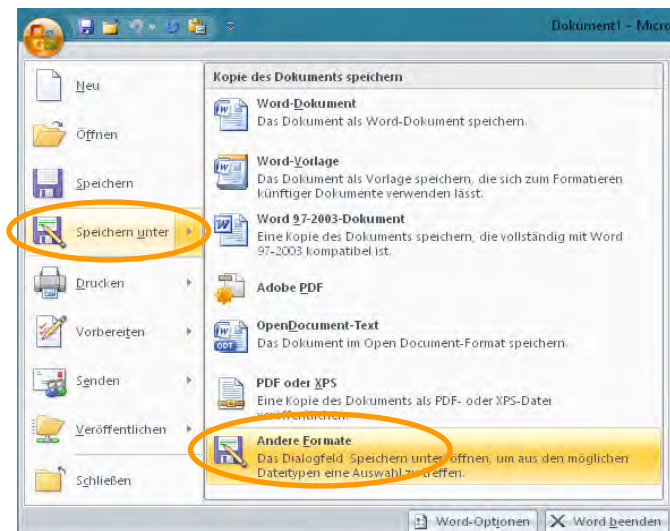 Dokument1 - Micro
Neu
Öffnen
Speichern
Speichern unter
Drucken
Vorbereiten
Senden
Veröffentlichen
Schließen
Kopie des Dokuments speichern
Word-Dokument
Das Dokument als Word-Dokument speichern.
Word-Vorlage
Das Dokument als Vorlage speichern, die sich zum Formatieren
künftiger Dokumente verwenden lässt.
Word 97-2003-Dokument
Eine Kopie des Dokuments speichern, die vollständig mit Word
97-2003 kompatibel ist.
Adobe PDF
OpenDocument-Text
Das Dokument im Open Document-Format speichern.
PDF oder XPS
Eine Kopie des Dokuments als PDF- oder XPS-Datei
veröffentlichen.
Andere Formate
Das Dialogfeld Speichern unter öffnen, um aus den möglichen
Dateitypen eine Auswahl zu treffen.
Word-Optionen
Word beenden